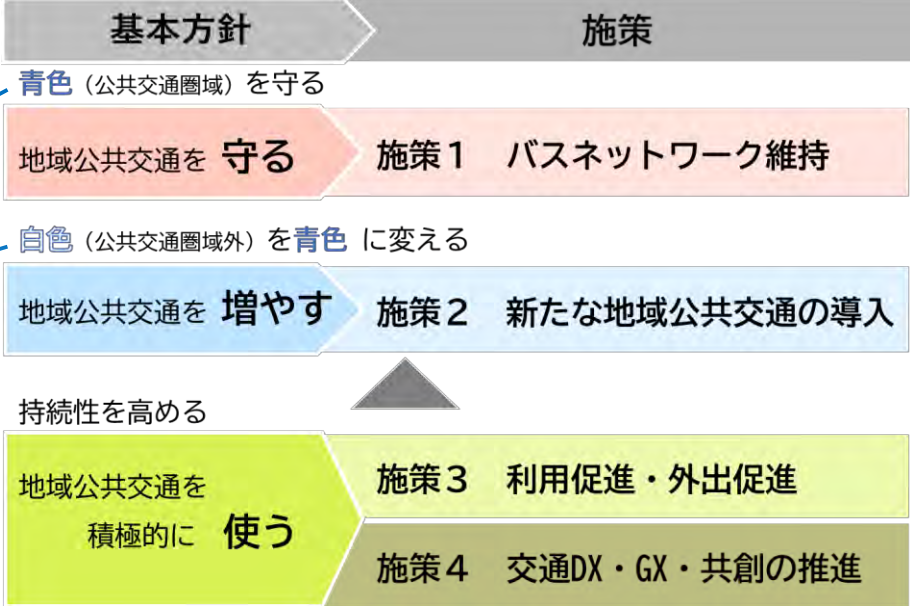 基本方針 施策
青色（公共交通圏域）を守る
地域公共交通を 守る 施策１ バスネットワーク維持
白色（公共交通圏域外）を青色 に変える
地域公共交通を 増やす 施策２ 新たな地域公共交通の導入
持続性を高める
地域公共交通を
積極的に 使う
施策３ 利用促進・外出促進
施策４ 交通DX・GX・共創の推進